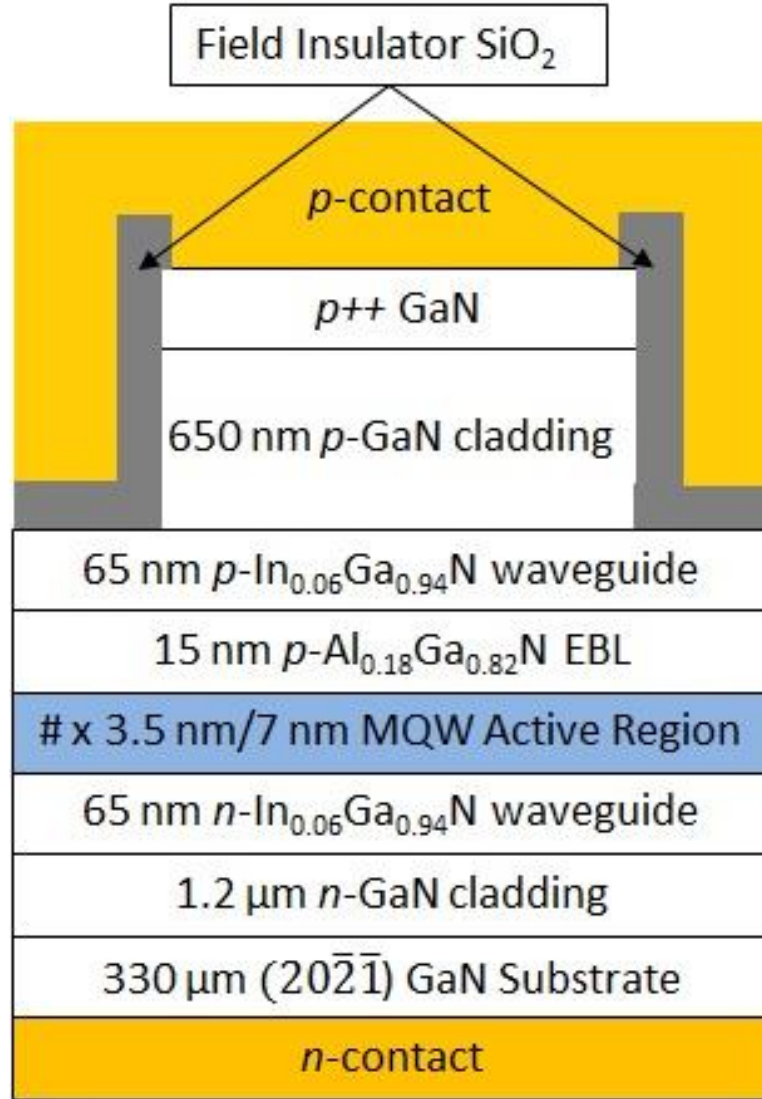 Field Insulator SiO₂
p-contact
p++ GaN
650 nm p-GaN cladding
65 nm p-In₀.₀₆Ga₀.₉₄N waveguide
15 nm p-Al₀.₁₈Ga₀.₈₂N EBL
# x 3.5 nm/7 nm MQW Active Region
65 nm n-In₀.₀₆Ga₀.₉₄N waveguide
1.2 µm n-GaN cladding
330 µm (202̅1̅) GaN Substrate
n-contact